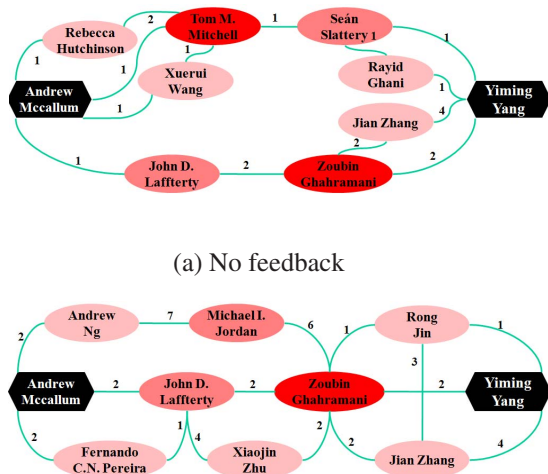 Rebecca
Hutchinson
2
Tom M.
Mitchell
1
Seán
Slattery 1
1
1
1
Xuerui
Wang
1
Rayid
Ghani
1
Andrew
Mccallum
1
Yiming
Yang
4
Jian Zhang
2
1
John D.
Laffterty
2
Zoubin
Ghahramani
2
(a) No feedback
Andrew
Ng
7
Michael I.
Jordan
6
1
Rong
Jin
1
2
3
Andrew
Mccallum
2
John D.
Laffterty
2
Zoubin
Ghahramani
2
Yiming
Yang
2
1
4
2
2
4
Fernando
C.N. Pereira
Xiaojin
Zhu
Jian Zhang